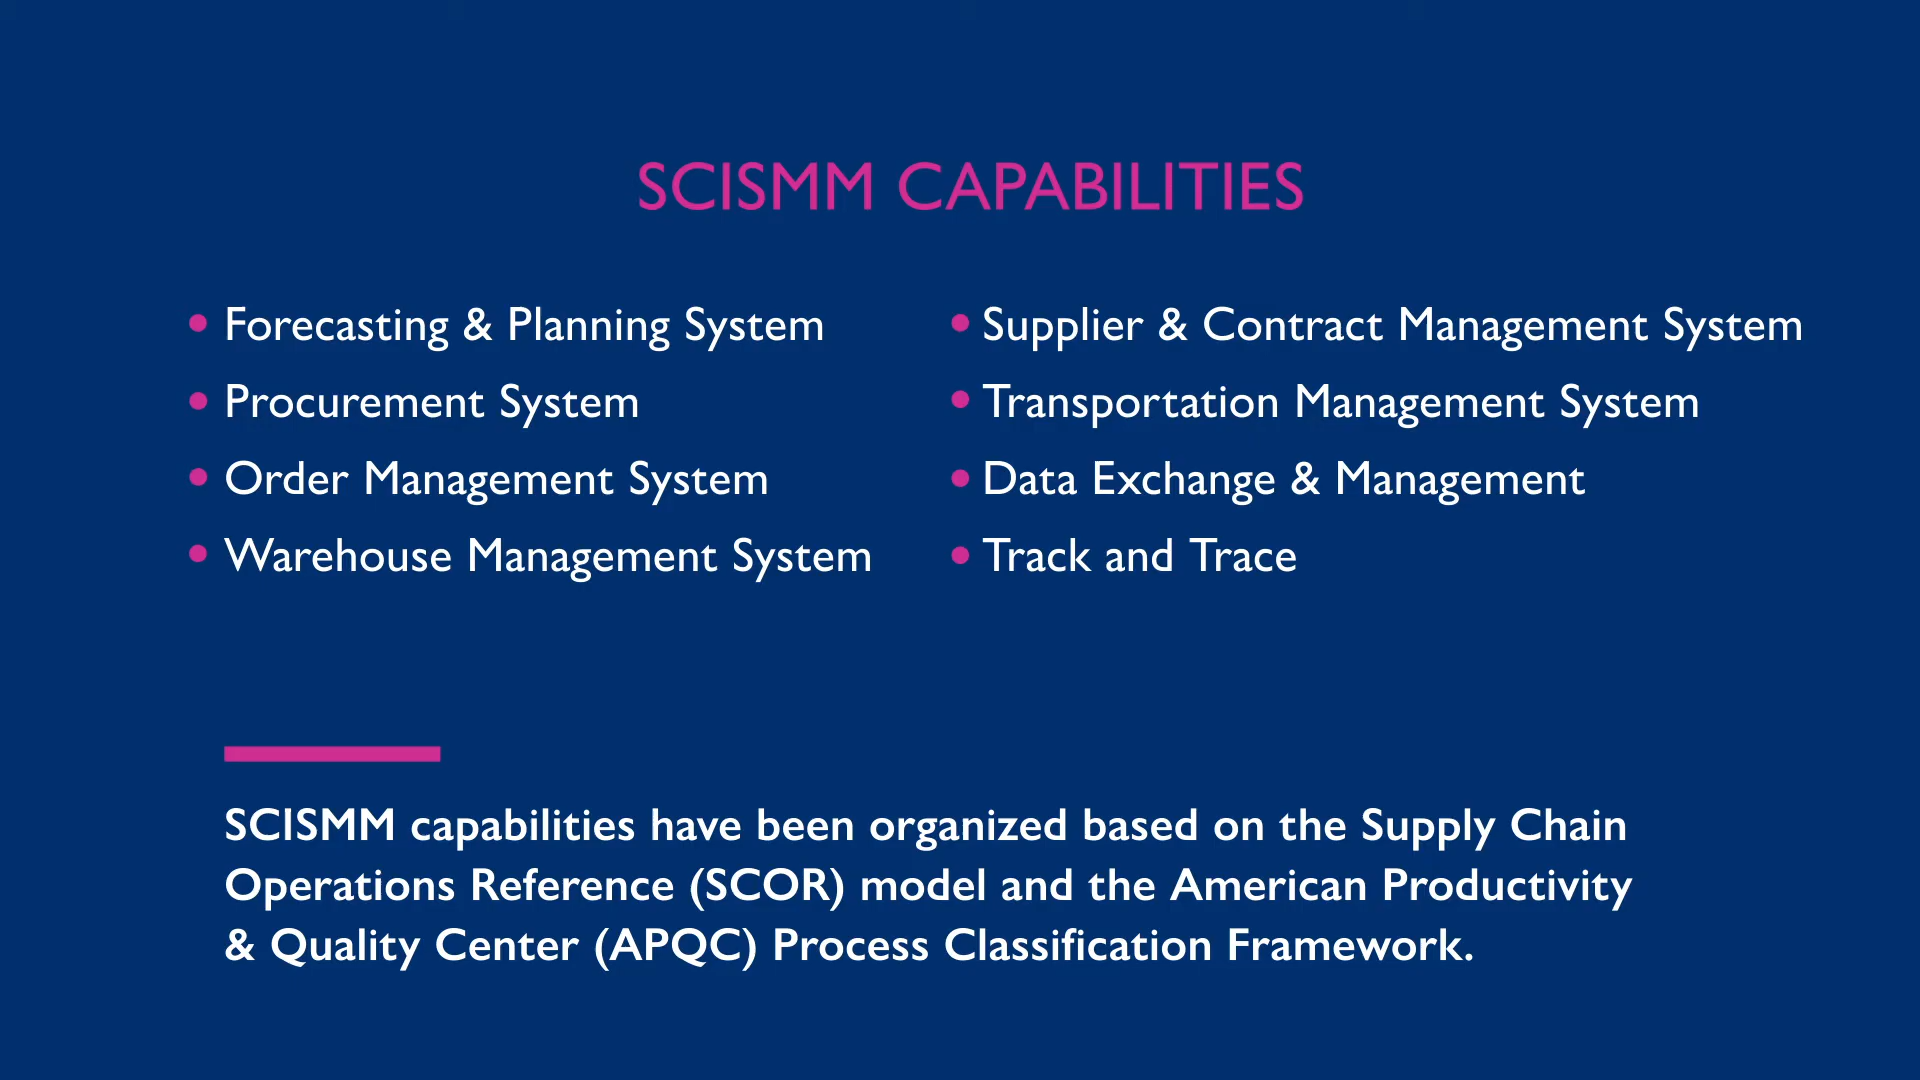 SCISMM CAPABILITIES
Forecasting & Planning System
Procurement System
Order Management System
Warehouse Management System
Supplier & Contract Management System
Transportation Management System
Data Exchange & Management
Track and Trace
SCISMM capabilities have been organized based on the Supply Chain
Operations Reference (SCOR) model and the American Productivity
& Quality Center (APQC) Process Classification Framework.